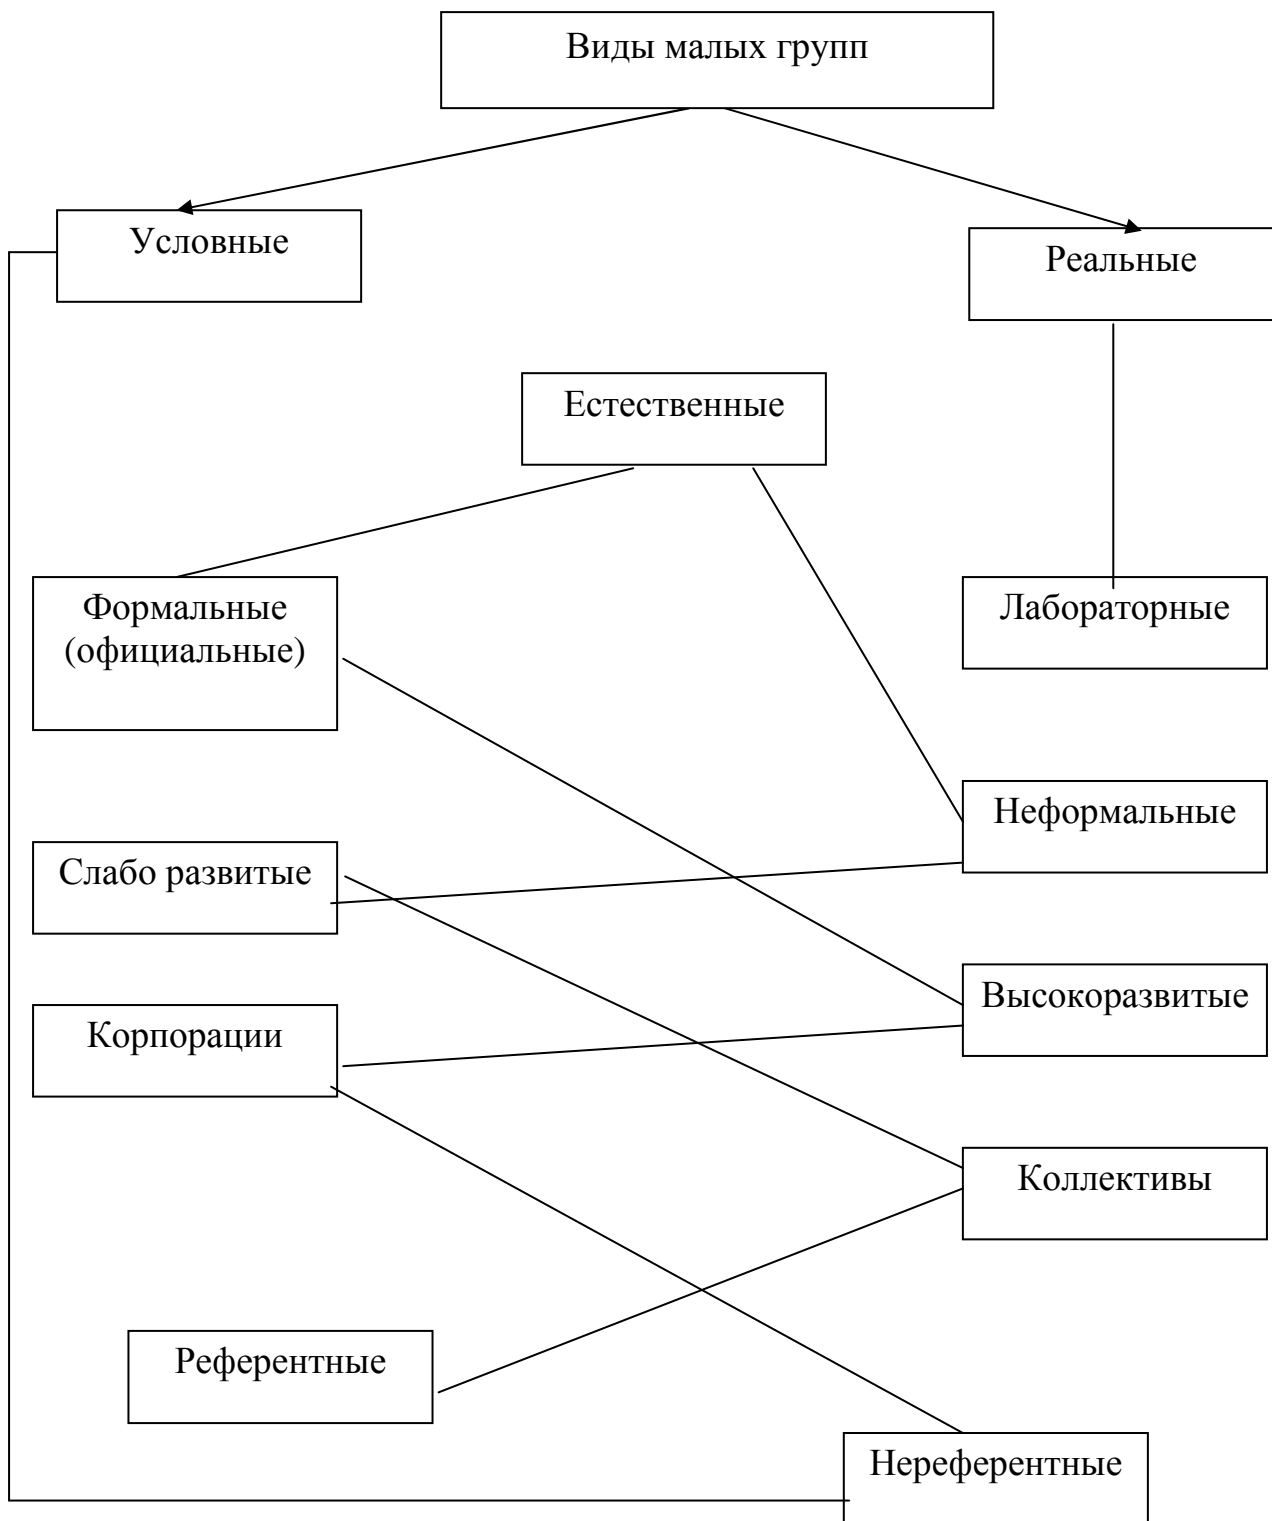 Виды малых групп
Условные
Реальные
Естественные
Формальные
(официальные)
Лабораторные
Неформальные
Слабо развитые
Высокоразвитые
Корпорации
Коллективы
Референтные
Нереферентные